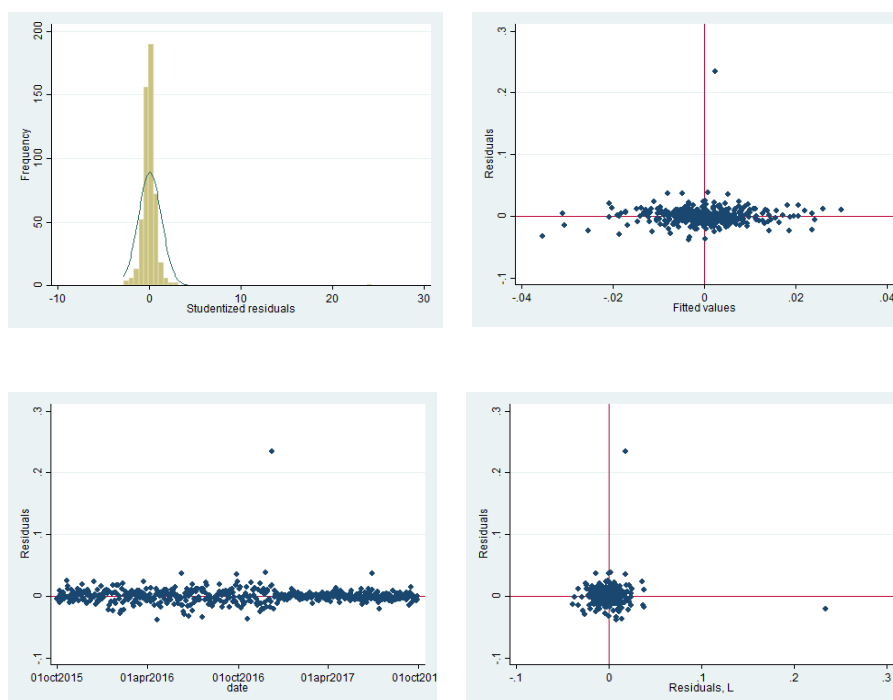 200
150
100
50
0
Frequency
-10 0 10 20 30
Studentized residuals
.3
.2
.1
0
-.1
Residuals
-.04 -.02 0 .02 .04
Fitted values
.3
.2
.1
0
-.1
Residuals
01oct2015 01apr2016 01oct2016 01apr2017 01oct201
date
.3
.2
.1
0
-.1
Residuals
-.1 0 .1 .2 .3
Residuals, L